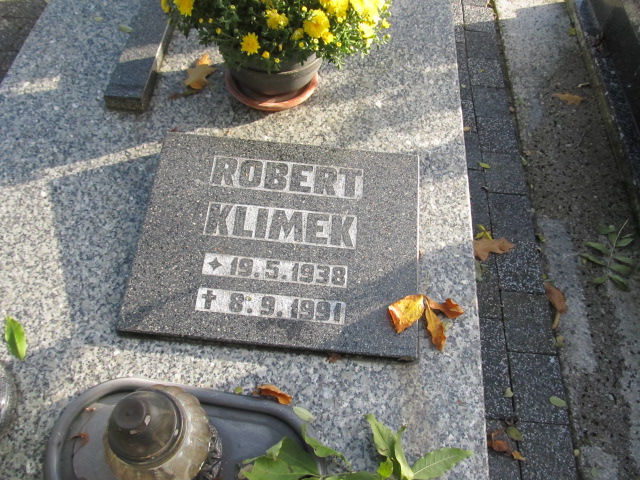 ROBERT
KLIMEK
✦ 19.5.1938
✝ 8.9.1991